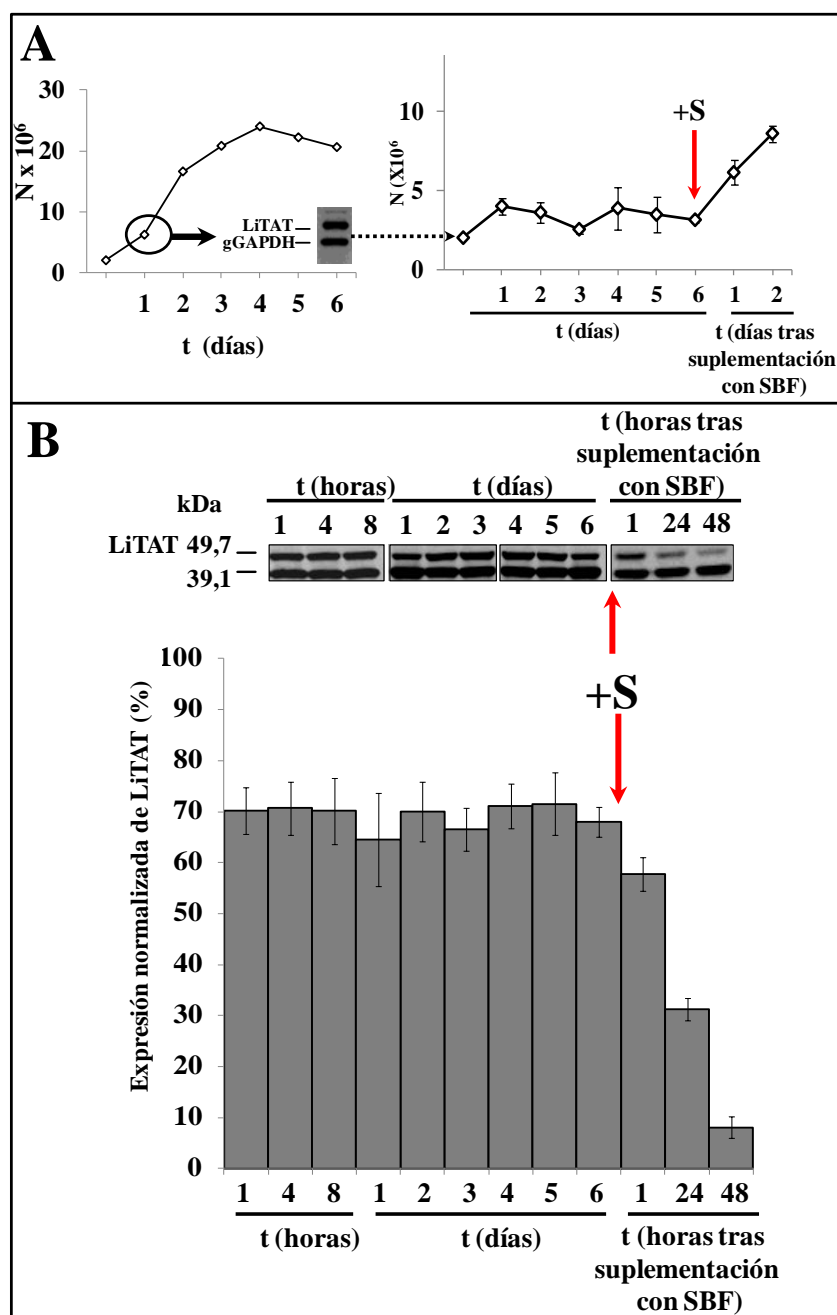 A
30
20
10
0
N x 10⁶
LiTAT
gGAPDH
1 2 3 4 5 6
t (días)
10
5
0
N (X10⁶
+S
1 2 3 4 5 6 1 2
t (días)
t (días tras
suplementación
con SBF)
B
t (horas tras
suplementación
con SBF)
t (horas)
t (días)
kDa
1 4 8 1 2 3 4 5 6 1 24 48
LiTAT 49,7
39,1
+S
100
90
80
70
60
50
40
30
20
10
0
Expresión normalizada de LiTAT (%)
1 4 8 1 2 3 4 5 6 1 24 48
t (horas)
t (días)
t (horas tras
suplementación
con SBF)